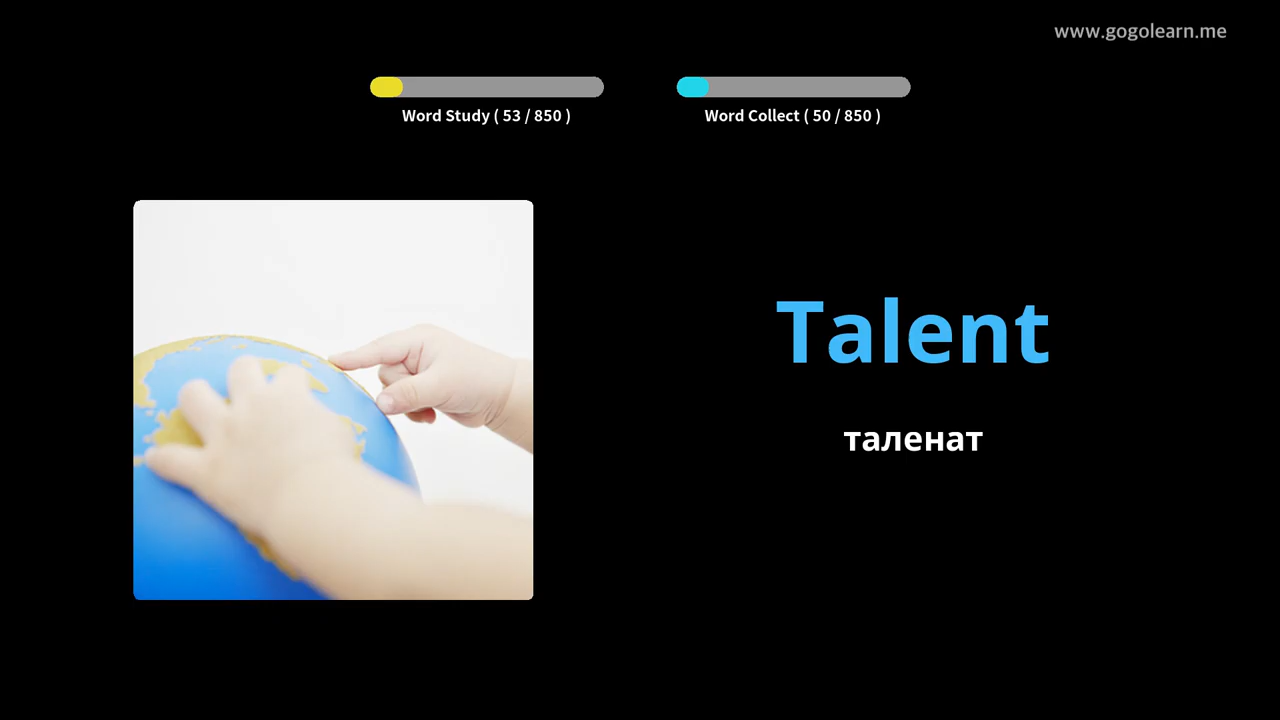 www.gogolearn.me
Word Study ( 53 / 850 )
Word Collect ( 50 / 850 )
Talent
таленат